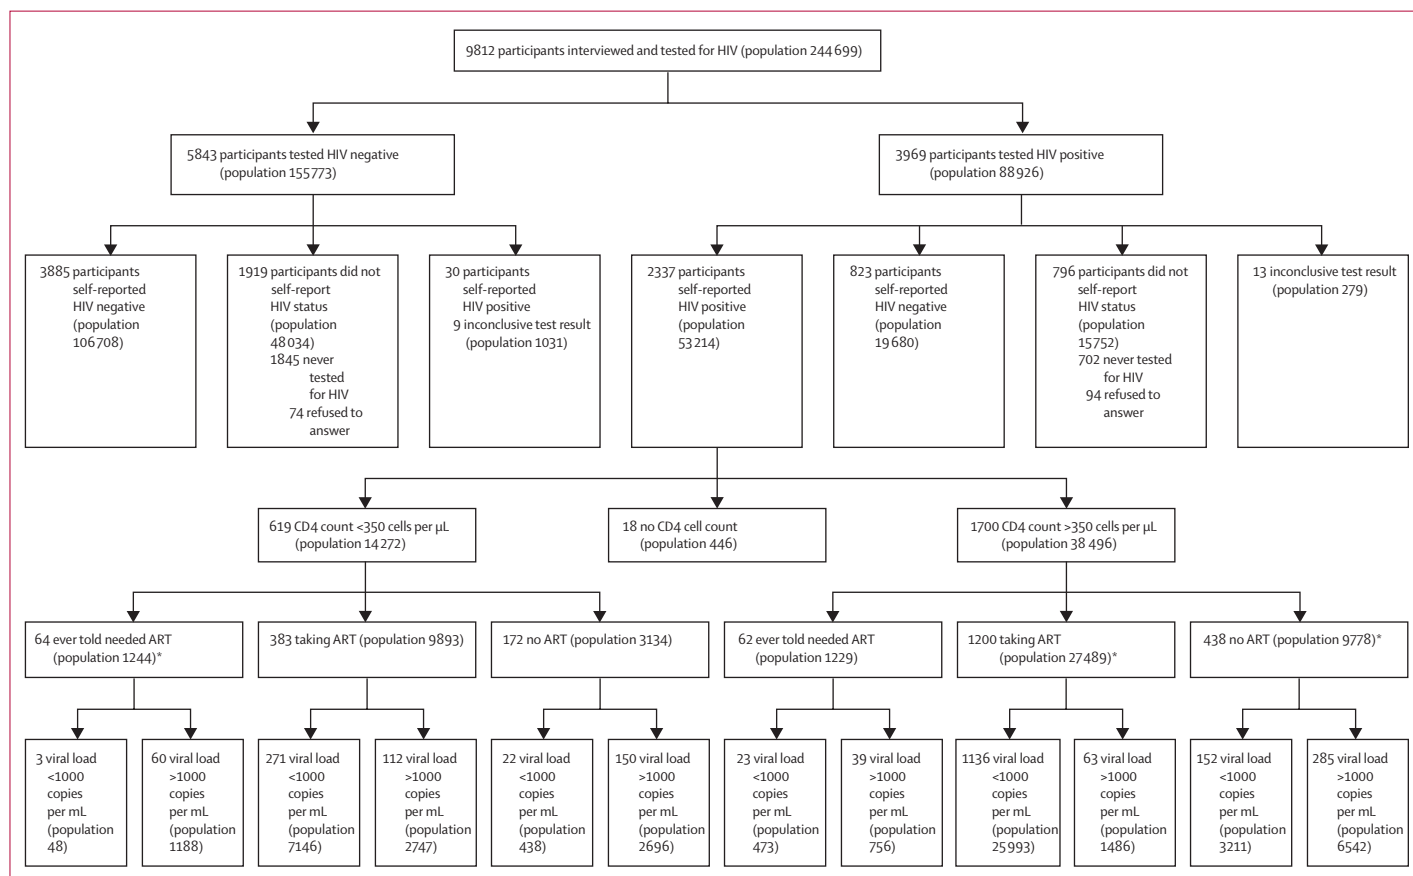 9812 participants interviewed and tested for HIV (population 244 699)
5843 participants tested HIV negative
(population 155 773)
3969 participants tested HIV positive
(population 88 926)
3885 participants
self-reported
HIV negative
(population
106 708)
1919 participants did not
self-report
HIV status
(population
48 034)
1845 never
tested
for HIV
74 refused to
answer
30 participants
self-reported
HIV positive
9 inconclusive test result
(population 1031)
2337 participants
self-reported
HIV positive
(population
53 214)
823 participants
self-reported
HIV negative
(population
19 680)
796 participants did not
self-report
HIV status
(population
15 752)
702 never tested
for HIV
94 refused to
answer
13 inconclusive test result
(population 279)
619 CD4 count <350 cells per μL
(population 14 272)
18 no CD4 cell count
(population 446)
1700 CD4 count >350 cells per μL
(population 38 496)
64 ever told needed ART
(population 1244)*
383 taking ART (population 9893)
172 no ART (population 3134)
62 ever told needed ART
(population 1229)
1200 taking ART
(population 27 489)*
438 no ART (population 9778)*
3 viral load
<1000
copies
per mL
(population
48)
60 viral load
>1000
copies
per mL
(population
1188)
271 viral load
<1000
copies
per mL
(population
7146)
112 viral load
>1000
copies
per mL
(population
2747)
22 viral load
<1000
copies
per mL
(population
438)
150 viral load
>1000
copies
per mL
(population
2696)
23 viral load
<1000
copies
per mL
(population
473)
39 viral load
>1000
copies
per mL
(population
756)
1136 viral load
<1000
copies
per mL
(population
25 993)
63 viral load
>1000
copies
per mL
(population
1486)
152 viral load
<1000
copies
per mL
(population
3211)
285 viral load
>1000
copies
per mL
(population
6542)